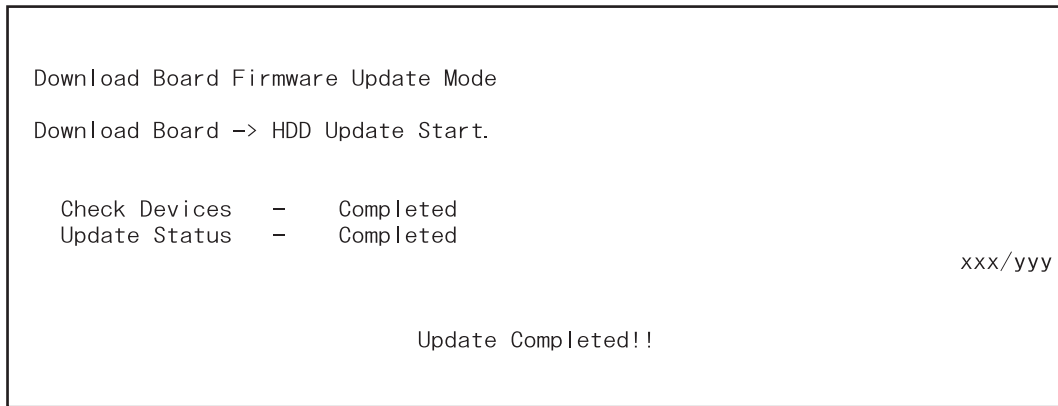 Download Board Firmware Update Mode
Download Board -> HDD Update Start.
Check Devices - Completed
Update Status - Completed
xxx/yyy
Update Completed!!